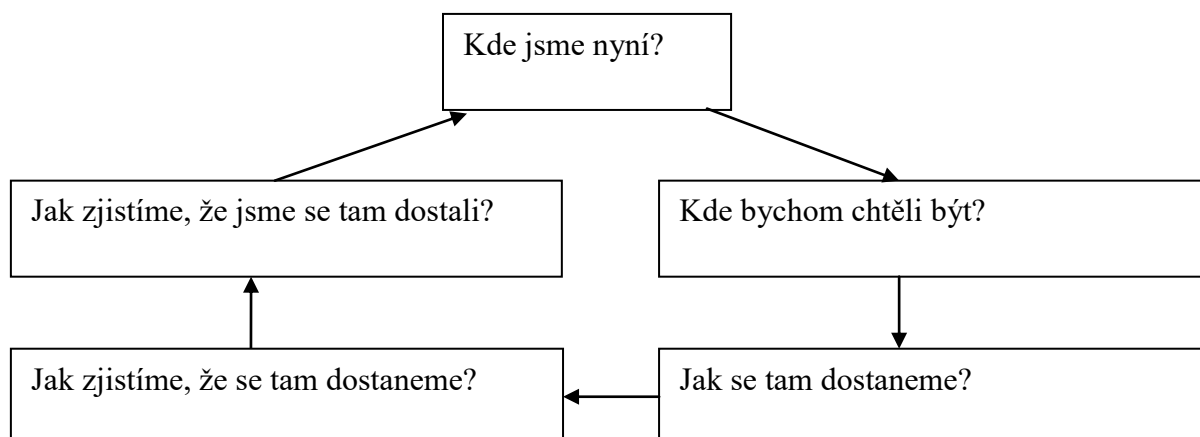 Kde jsme nyní?
Jak zjistíme, že jsme se tam dostali?
Kde bychom chtěli být?
Jak zjistíme, že se tam dostaneme?
Jak se tam dostaneme?